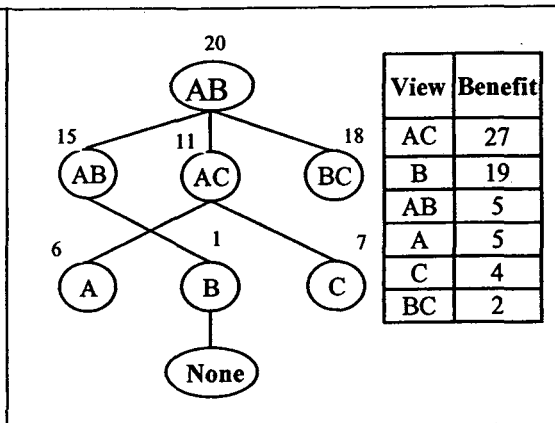 20
AB
15
11
18
AB
AC
BC
6
1
7
A
B
C
None
View Benefit
AC 27
B 19
AB 5
A 5
C 4
BC 2